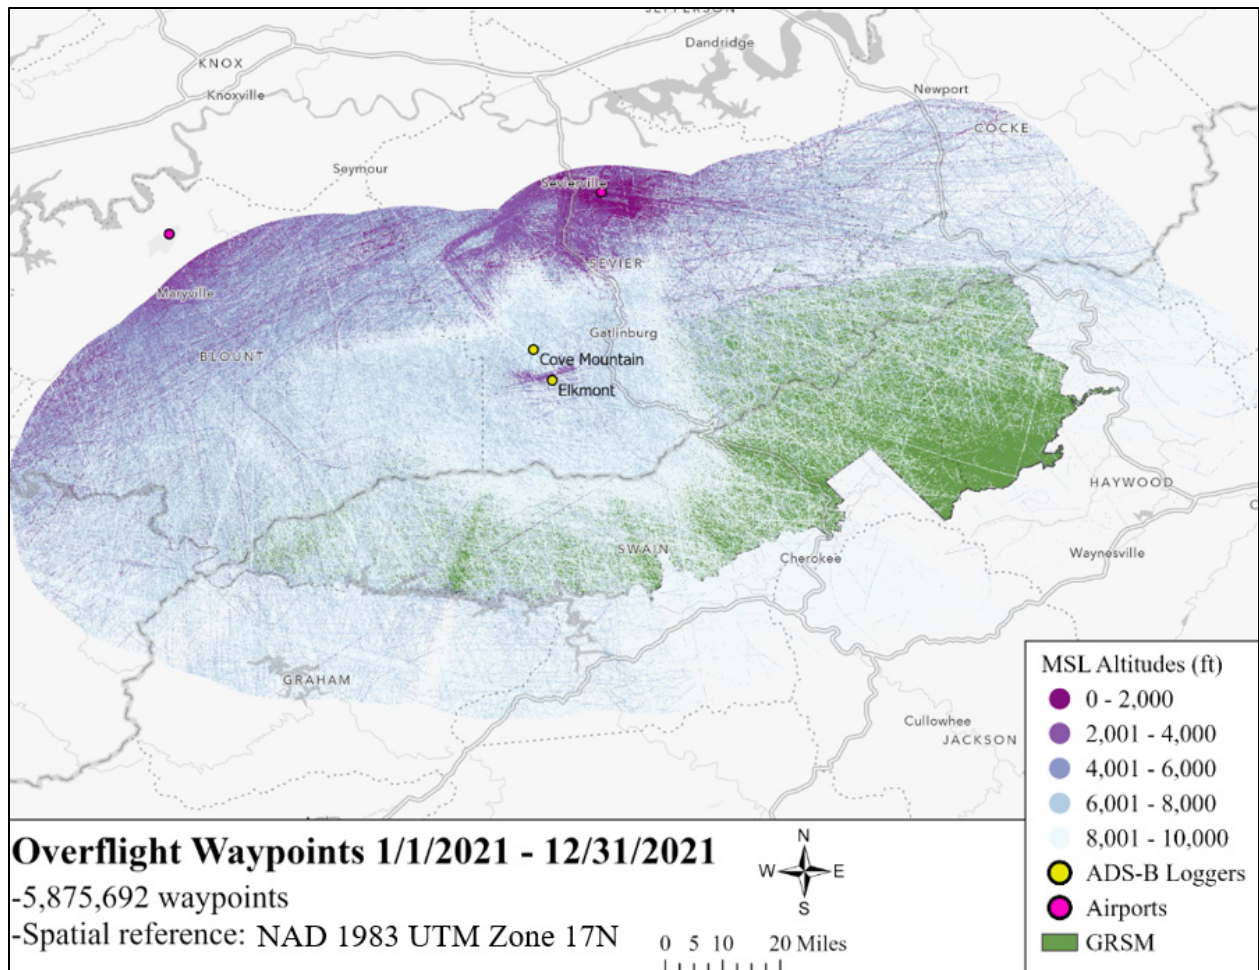 JEFFERSON
Dandridge
KNOX
Knoxville
Newport
COCKE
Seymour
Sevierville
SEVIER
Maryville
Gatlinburg
BLOUNT
Cove Mountain
Elkmont
HAYWOOD
SWAIN
Cherokee
Waynesville
GRAHAM
Cullowhee
JACKSON
MSL Altitudes (ft)
0 - 2,000
2,001 - 4,000
4,001 - 6,000
6,001 - 8,000
8,001 - 10,000
ADS-B Loggers
Airports
GRSM
Overflight Waypoints 1/1/2021 - 12/31/2021
-5,875,692 waypoints
-Spatial reference: NAD 1983 UTM Zone 17N
N
W E
S
0 5 10 20 Miles